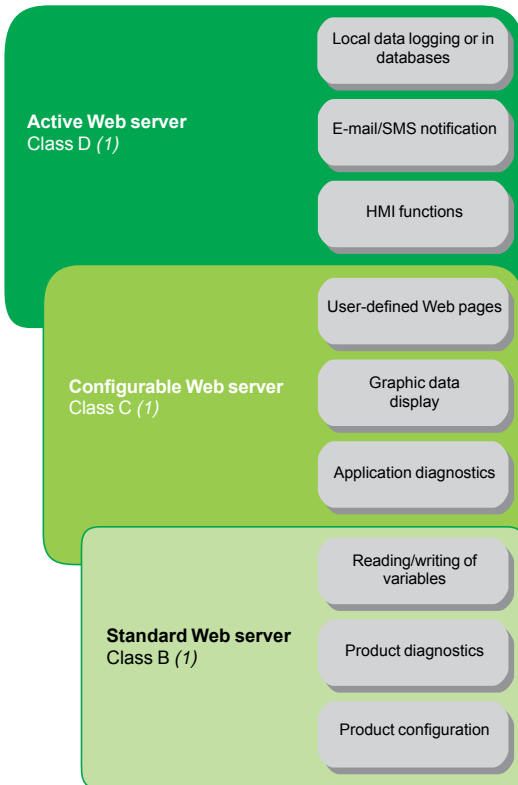 Local data logging or in
databases
Active Web server
Class D (1)
E-mail/SMS notification
HMI functions
User-defined Web pages
Configurable Web server
Class C (1)
Graphic data
display
Application diagnostics
Reading/writing of
variables
Standard Web server
Class B (1)
Product diagnostics
Product configuration